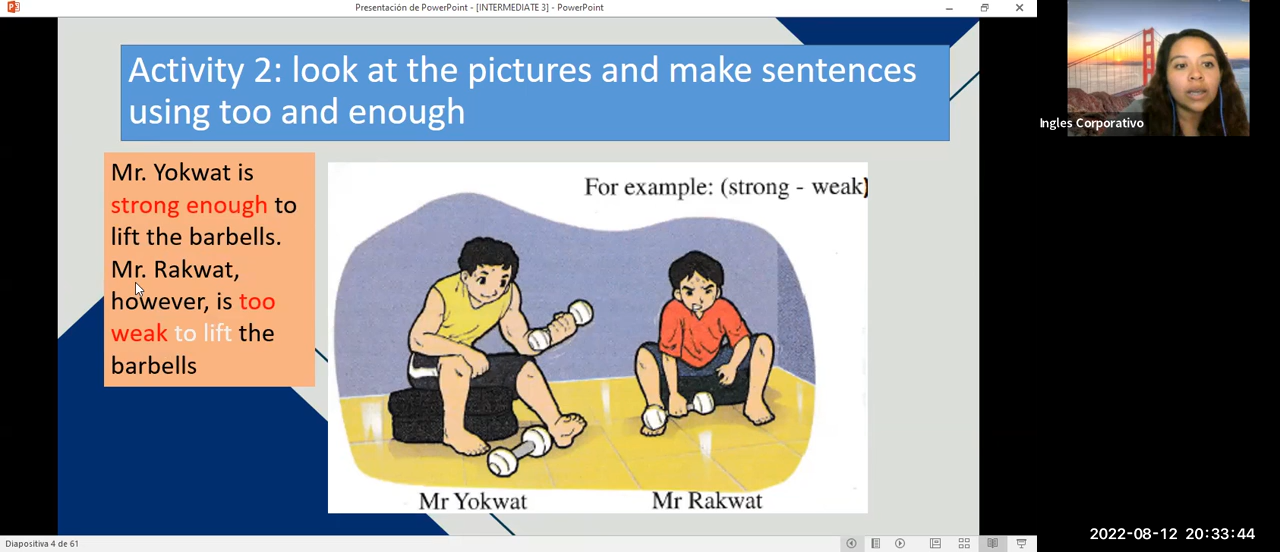 Presentación de PowerPoint - [INTERMEDIATE 3] - PowerPoint
Activity 2: look at the pictures and make sentences
using too and enough
Mr. Yokwat is
strong enough to
lift the barbells.
Mr. Rakwat,
however, is too
weak to lift the
barbells
For example: (strong - weak)
Mr Yokwat
Mr Rakwat
Ingles Corporativo
Diapositiva 4 de 61
2022-08-12 20:33:44